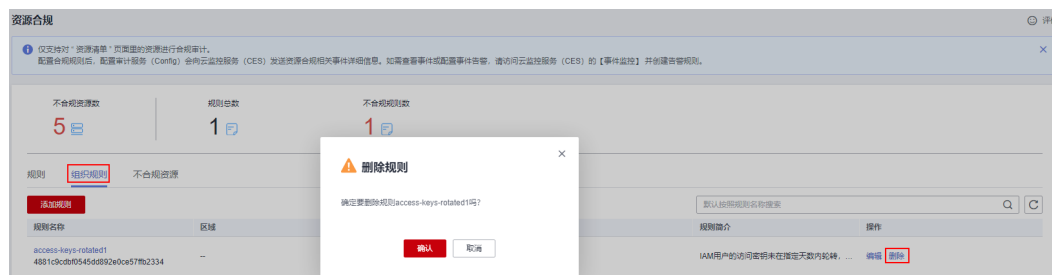 资源合规
评
仅支持对“资源清单”页面里的资源进行合规审计。
配置合规规则后，配置审计服务（Config）会向云监控服务（CES）发送资源合规相关事件详细信息。如需查看事件或配置事件告警，请访问云监控服务（CES）的【事件监控】并创建告警规则。
不合规资源数
规则总数
不合规规则数
5
1
1
删除规则
确定要删除规则access-keys-rotated1吗?
确认
取消
规则
组织规则
不合规资源
添加规则
默认按照规则名称搜索
规则名称
区域
规则简介
操作
access-keys-rotated1
4881c9cdbf0545dd892e0ce57ffb2334
--
IAM用户的访问密钥未在指定天数内轮转，...
编辑
删除